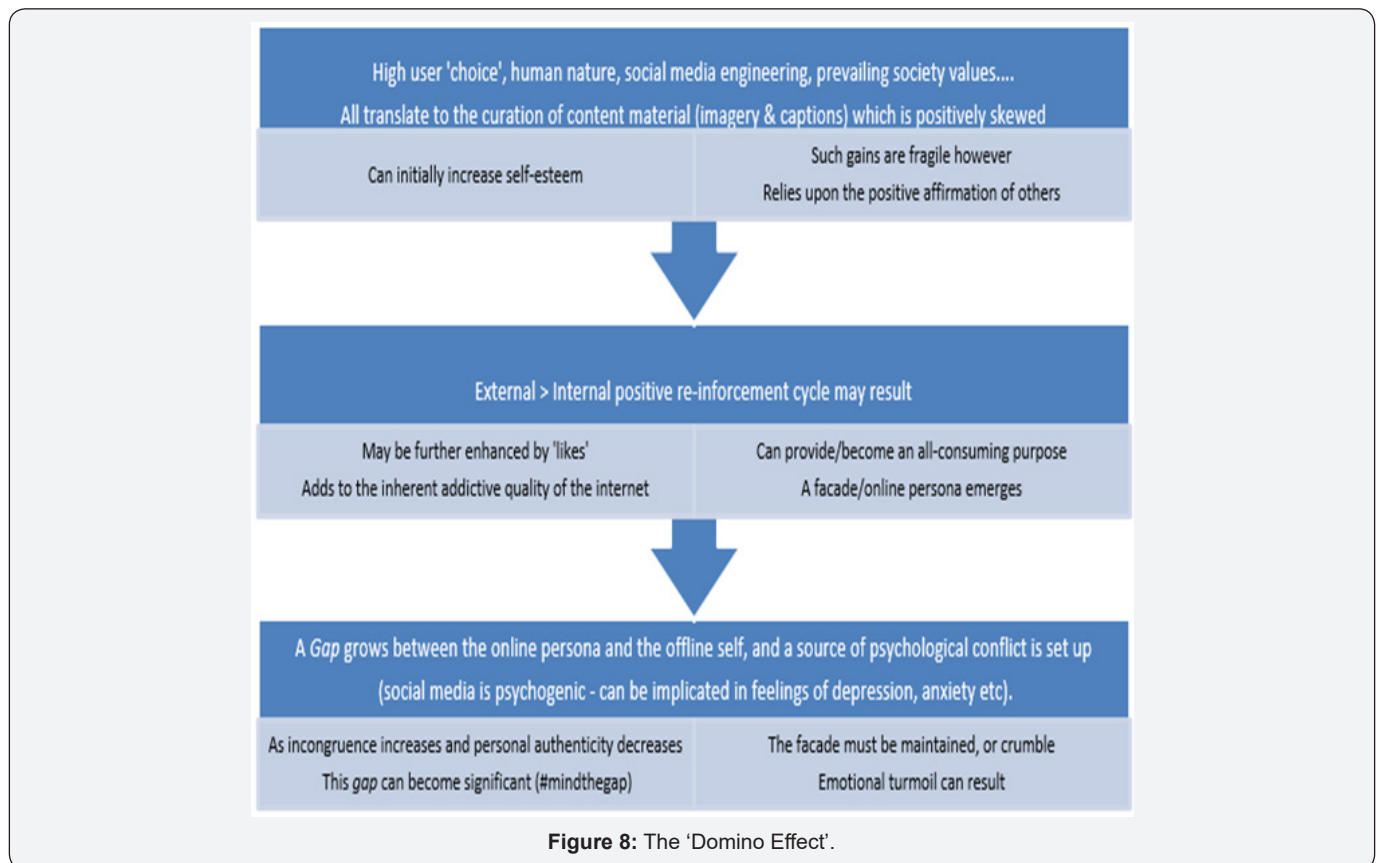 High user 'choice', human nature, social media engineering, prevailing society values....
All translate to the curation of content material (imagery & captions) which is positively skewed
Can initially increase self-esteem
Such gains are fragile however
Relies upon the positive affirmation of others
External > Internal positive re-inforcement cycle may result
May be further enhanced by 'likes'
Adds to the inherent addictive quality of the internet
Can provide/become an all-consuming purpose
A facade/online persona emerges
A Gap grows between the online persona and the offline self, and a source of psychological conflict is set up
(social media is psychogenic - can be implicated in feelings of depression, anxiety etc).
As incongruence increases and personal authenticity decreases
This gap can become significant (#mindthegap)
The facade must be maintained, or crumble
Emotional turmoil can result
Figure 8: The ‘Domino Effect’.